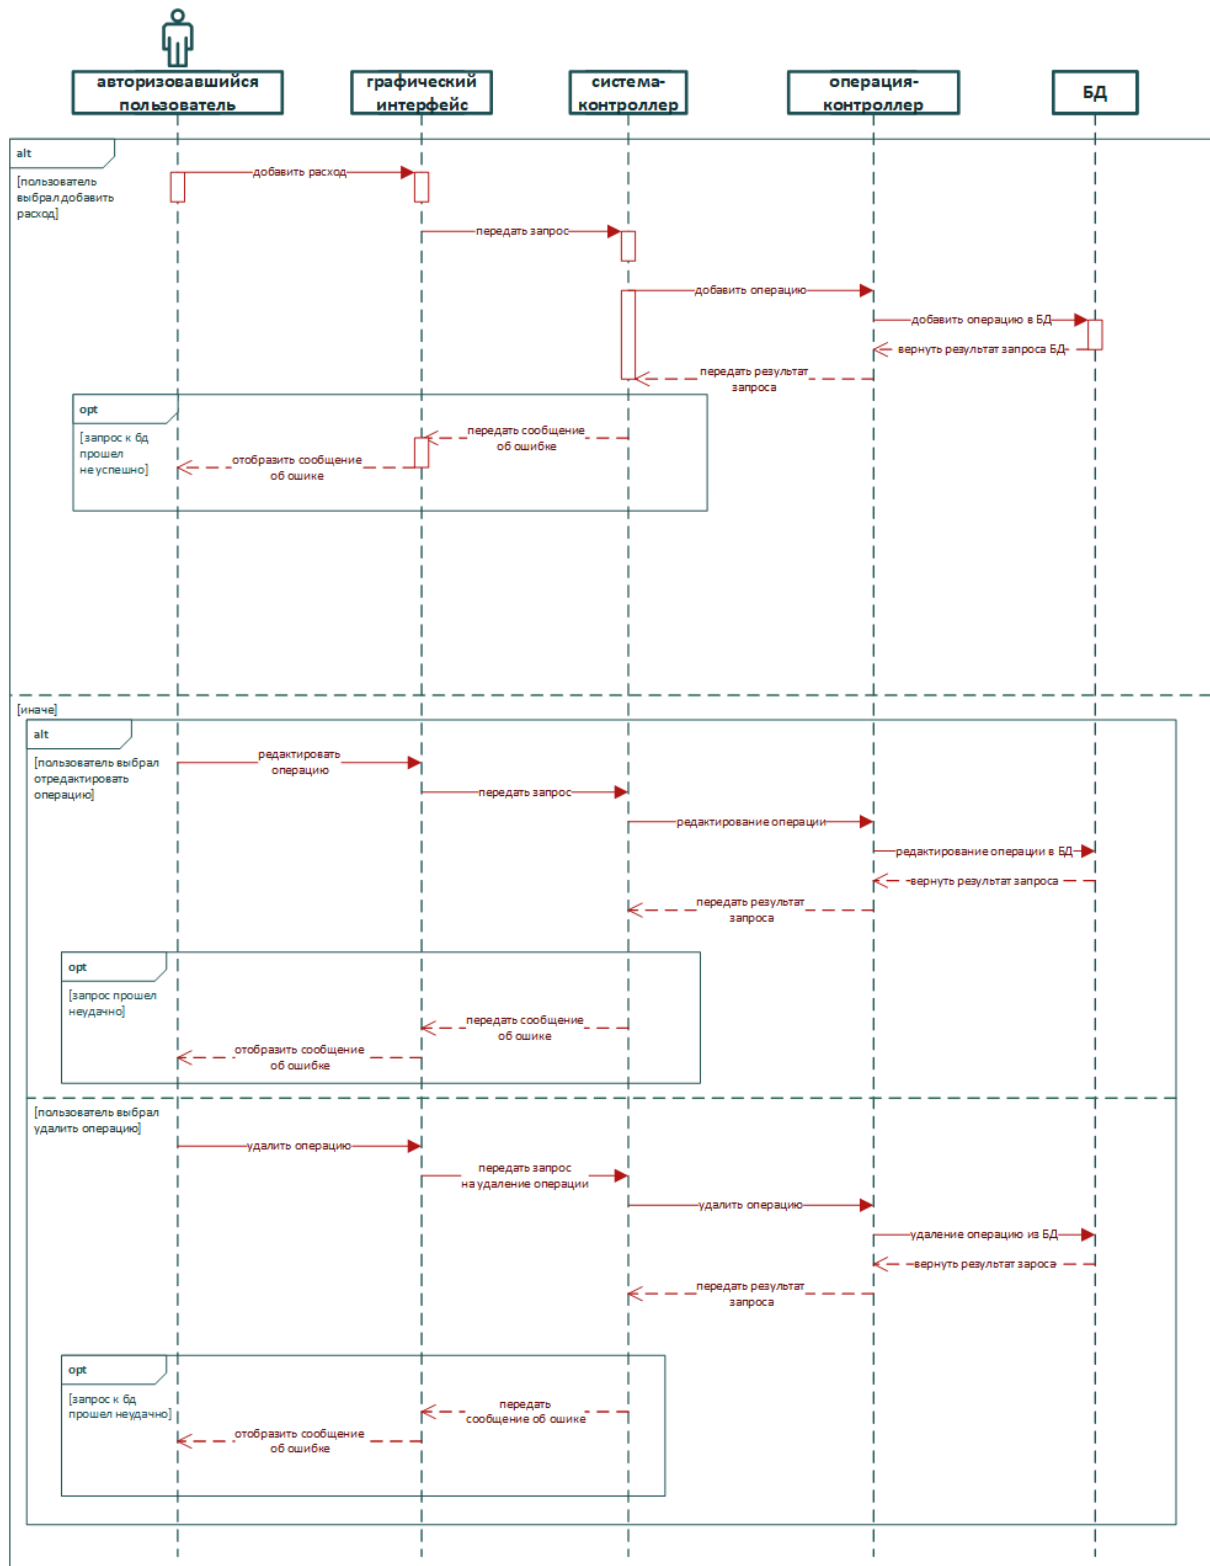 авторизовавшийся
пользователь
графический
интерфейс
система-
контроллер
операция-
контроллер
БД
alt
[пользователь
выбрал добавить
расход]
добавить расход
передать запрос
добавить операцию
добавить операцию в БД
вернуть результат запроса БД
передать результат
запроса
opt
[запрос к бд
прошел
не успешно]
передать сообщение
об ошибке
отобразить сообщение
об ошике
[иначе]
alt
[пользователь выбрал
отредактировать
операцию]
редактировать
операцию
передать запрос
редактирование операции
редактирование операции в БД
вернуть результат запроса
передать результат
запроса
opt
[запрос прошел
неудачно]
передать сообщение
об ошике
отобразить сообщение
об ошибке
[пользователь выбрал
удалить операцию]
удалить операцию
передать запрос
на удаление операции
удалить операцию
удаление операцию из БД
вернуть результат зароса
передать результат
запроса
opt
[запрос к бд
прошел неудачно]
передать
сообщение об ошике
отобразить сообщение
об ошибке